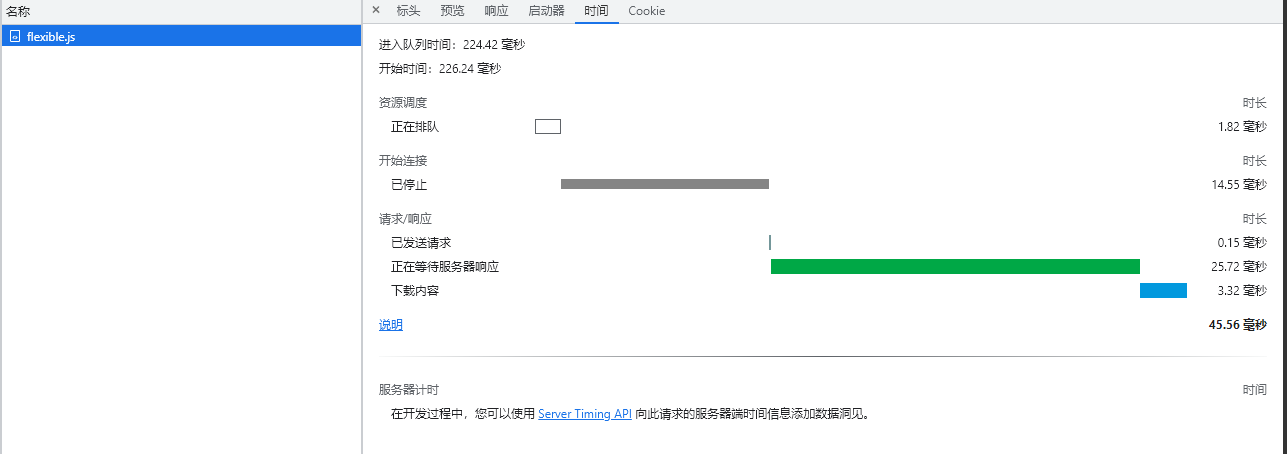 名称
flexible.js
× 标头 预览 响应 启动器 时间 Cookie
进入队列时间：224.42 毫秒
开始时间：226.24 毫秒
资源调度 时长
正在排队 1.82 毫秒
开始连接 时长
已停止 14.55 毫秒
请求/响应 时长
已发送请求 0.15 毫秒
正在等待服务器响应 25.72 毫秒
下载内容 3.32 毫秒
说明 45.56 毫秒
服务器计时 时间
在开发过程中，您可以使用 Server Timing API 向此请求的服务器端时间信息添加数据洞见。